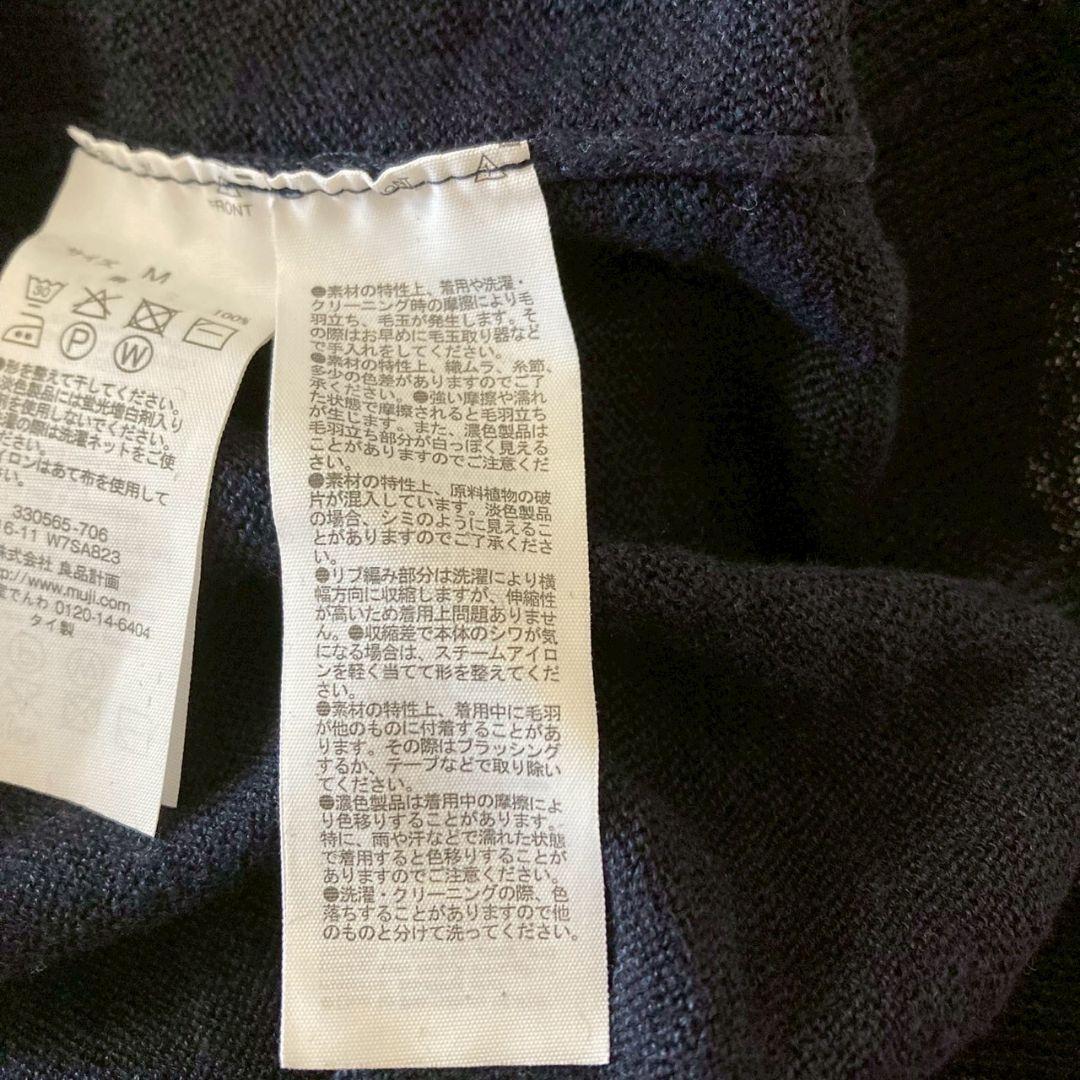 FRONT
サイズ M
30
100%
P W
●形を整えて干してください。
淡色製品には蛍光増白剤入り
剤を使用しないでください。
洗濯の際は洗濯ネットをご使
ださい。
イロンはあて布を使用して
さい。
330565-706
16-11 W7SA823
株式会社 良品計画
http://www.muji.com
室でんわ 0120-14-6404
タイ製
●素材の特性上、着用や洗濯・
クリーニング時の摩擦により毛
羽立ち、毛玉が発生します。そ
の際はお早めに毛玉取り器など
で手入れをしてください。
●素材の特性上、織ムラ、糸節、
多少の色差がありますのでご了
承ください。●強い摩擦や濡れ
た状態で摩擦されると毛羽立ち
が生じます。また、濃色製品は
毛羽立ち部分が白っぽく見える
ことがありますのでご注意くだ
さい。
●素材の特性上、原料植物の破
片が混入しています。淡色製品
の場合、シミのように見えるこ
とがありますのでご了承くださ
い。
●リブ編み部分は洗濯により横
幅方向に収縮しますが、伸縮性
が高いため着用上問題ありませ
ん。●収縮差で本体のシワが気
になる場合は、スチームアイロ
ンを軽く当てて形を整えてくだ
さい。
●素材の特性上、着用中に毛羽
が他のものに付着することがあ
ります。その際はブラッシング
するか、テープなどで取り除い
てください。
●濃色製品は着用中の摩擦によ
り色移りすることがあります。
特に、雨や汗などで濡れた状態
で着用すると色移りすることが
ありますのでご注意ください。
●洗濯・クリーニングの際、色
落ちすることがありますので他
のものと分けて洗ってください。